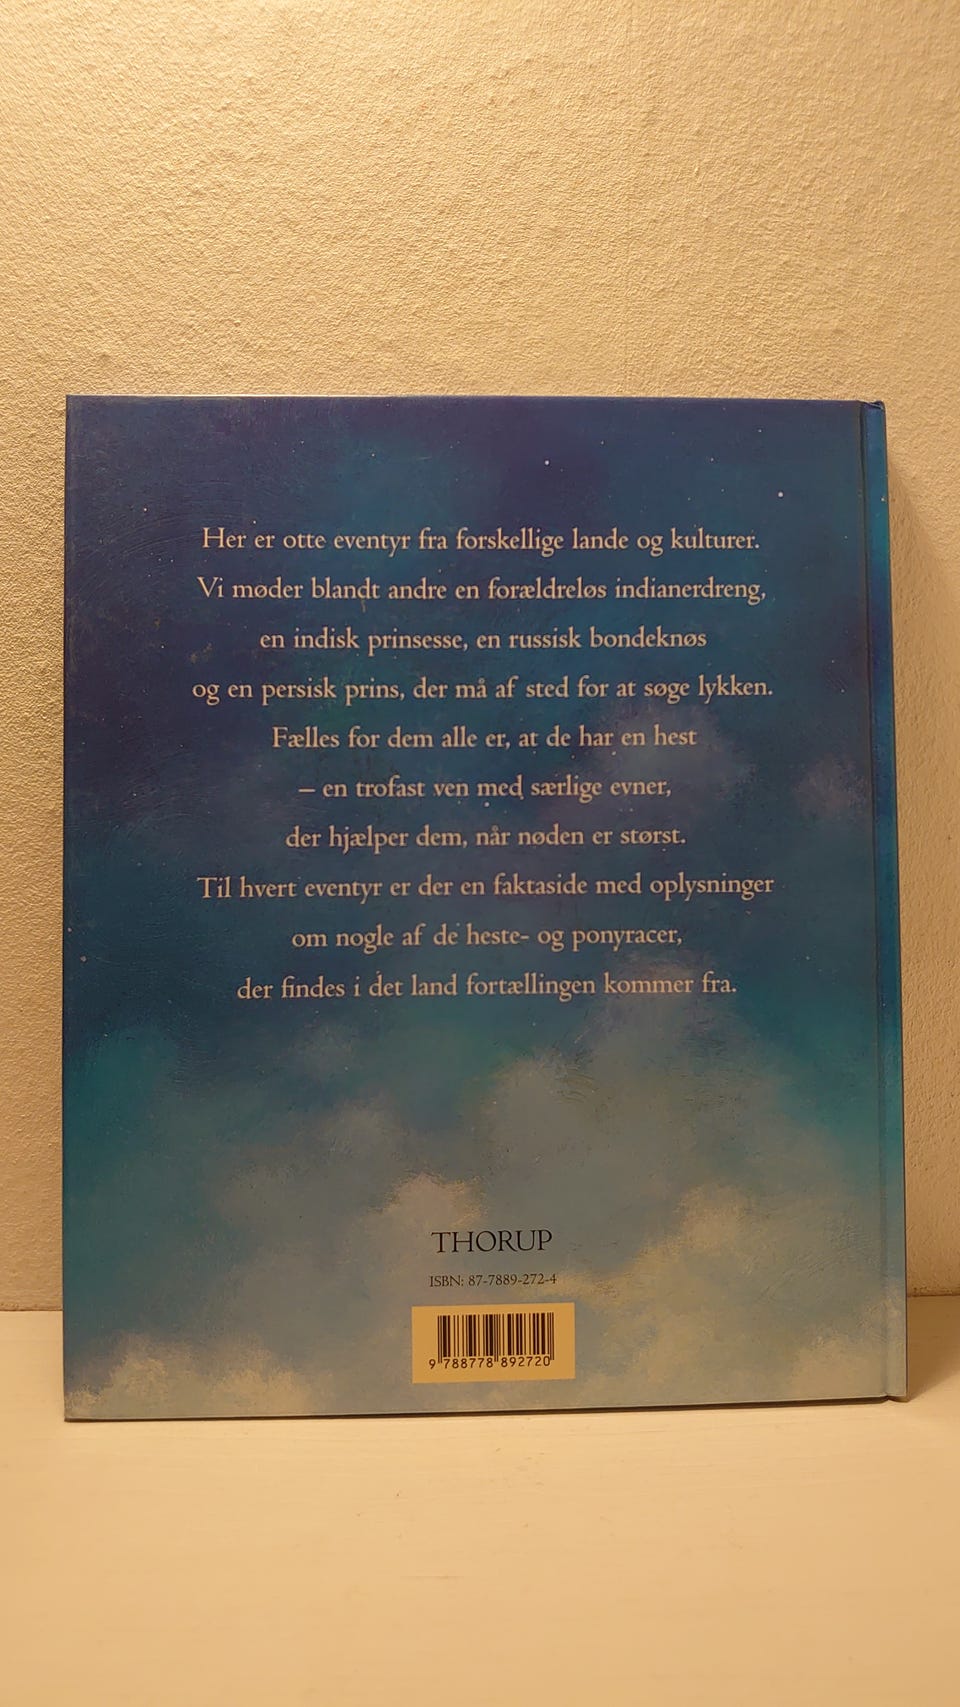 Her er otte eventyr fra forskellige lande og kulturer.
Vi møder blandt andre en forældreløs indianerdreng,
en indisk prinsesse, en russisk bondeknøs
og en persisk prins, der må af sted for at søge lykken.
Fælles for dem alle er, at de har en hest
– en trofast ven med særlige evner,
der hjælper dem, når nøden er størst.
Til hvert eventyr er der en faktaside med oplysninger
om nogle af de heste- og ponyracer,
der findes i det land fortællingen kommer fra.
THORUP
ISBN: 87-7889-272-4
9 788778 892720